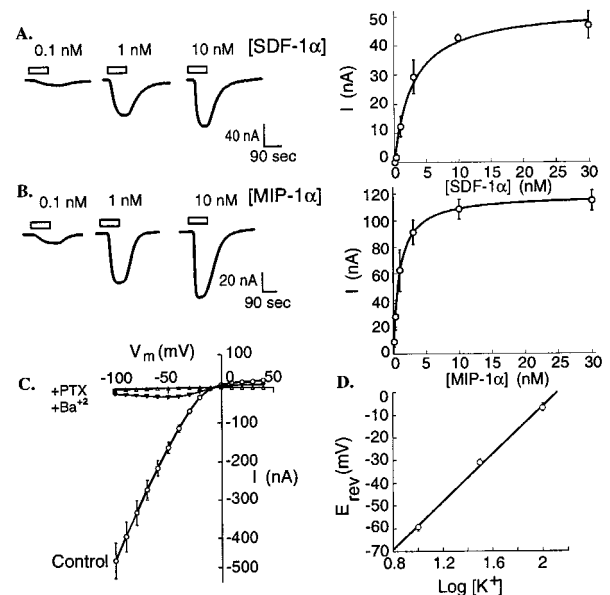 A.
0.1 nM 1 nM 10 nM [SDF-1α]
40 nA
90 sec
I (nA)
50
40
30
20
10
0
0 5 10 15 20 25 30
[SDF-1α] (nM)
B.
0.1 nM 1 nM 10 nM [MIP-1α]
20 nA
90 sec
I (nA)
120
100
80
60
40
20
0
0 5 10 15 20 25 30
[MIP-1α] (nM)
C.
Vm (mV)
-100 -50 0 50
100
+PTX
+Ba+2
-100
-200
I (nA)
-300
-400
-500
Control
D.
Erev (mV)
0
-10
-20
-30
-40
-50
-60
-70
0.8 1.2 1.6 2.0
Log [K+]